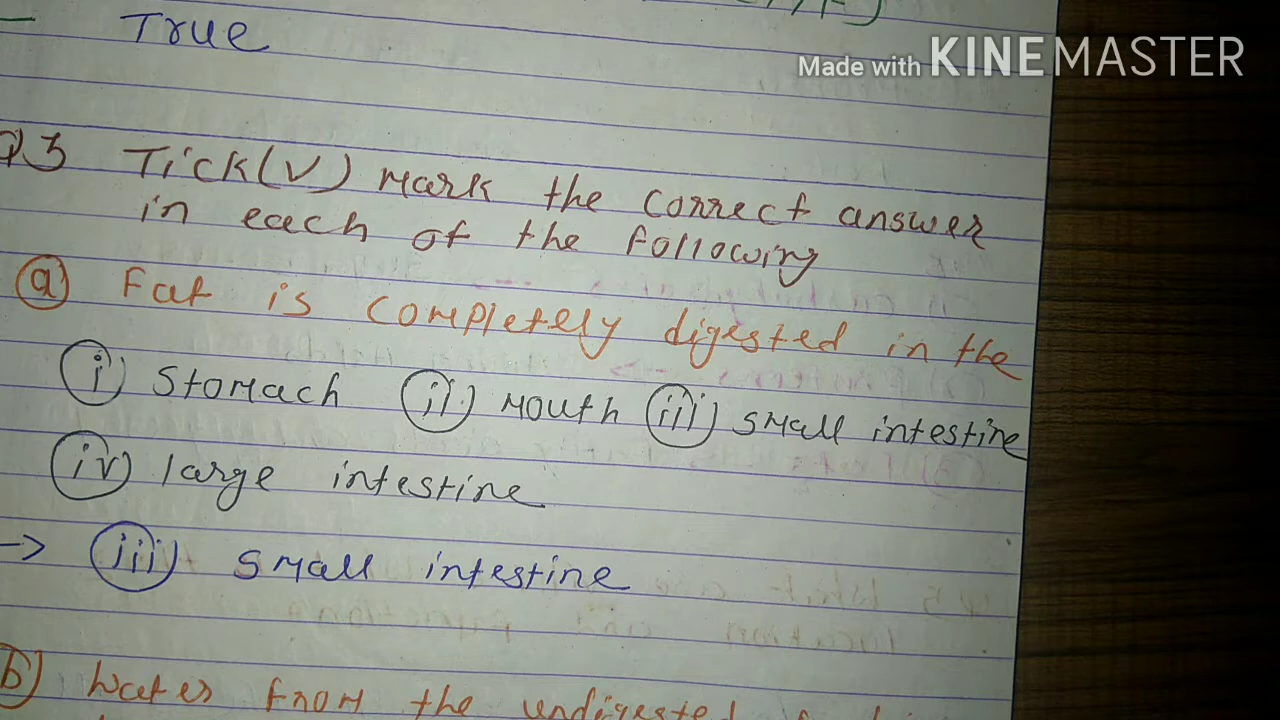 True
Made with KINEMASTER
Q3 Tick(√) mark the correct answer
in each of the following
a) Fat is completely digested in the
i) Stomach ii) Mouth iii) small intestine
iv) large intestine
→ iii) small intestine
b) Water from the undigested